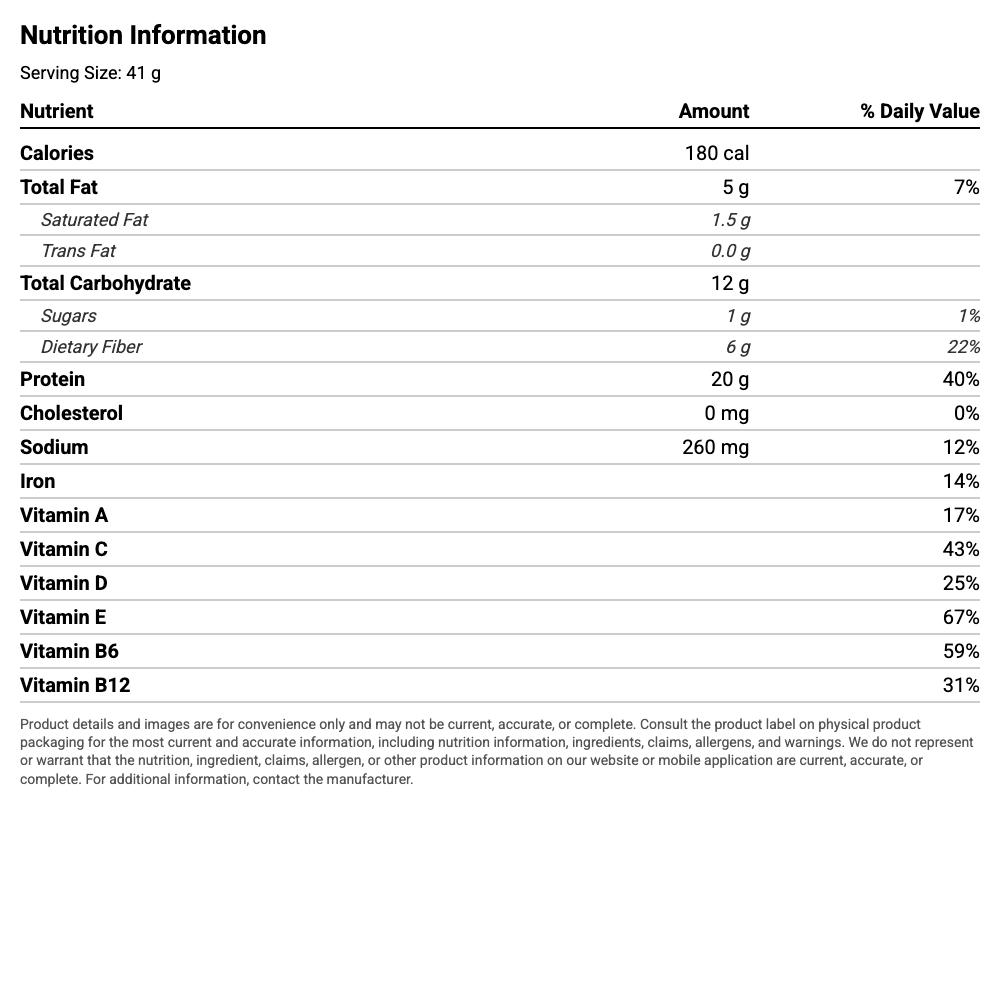 Nutrition Information
Serving Size: 41 g
Nutrient Amount % Daily Value
Calories 180 cal
Total Fat 5 g 7%
Saturated Fat 1.5 g
Trans Fat 0.0 g
Total Carbohydrate 12 g
Sugars 1 g 1%
Dietary Fiber 6 g 22%
Protein 20 g 40%
Cholesterol 0 mg 0%
Sodium 260 mg 12%
Iron 14%
Vitamin A 17%
Vitamin C 43%
Vitamin D 25%
Vitamin E 67%
Vitamin B6 59%
Vitamin B12 31%
Product details and images are for convenience only and may not be current, accurate, or complete. Consult the product label on physical product
packaging for the most current and accurate information, including nutrition information, ingredients, claims, allergens, and warnings. We do not represent
or warrant that the nutrition, ingredient, claims, allergen, or other product information on our website or mobile application are current, accurate, or
complete. For additional information, contact the manufacturer.